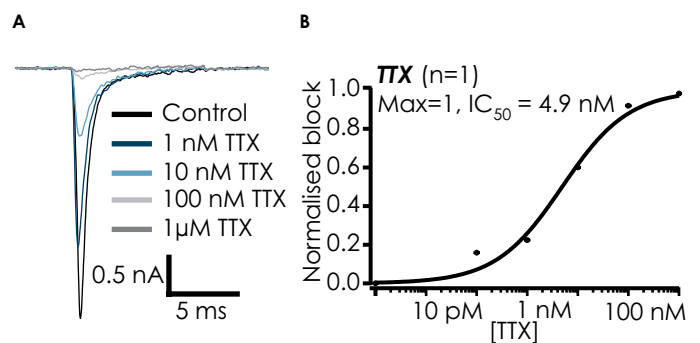 A
Control
1 nM TTX
10 nM TTX
100 nM TTX
1µM TTX
0.5 nA
5 ms
B
TTX (n=1)
Max=1, IC50 = 4.9 nM
Normalised block
1.0
0.8
0.6
0.4
0.2
0.0
10 pM
1 nM
100 nM
[TTX]